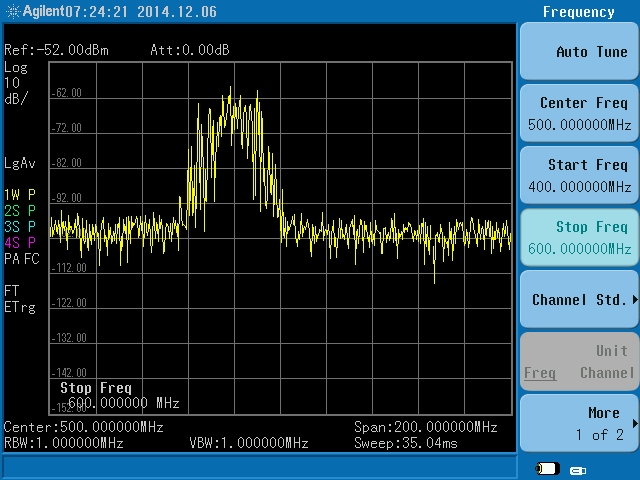 Agilent 07:24:21 2014.12.06
Frequency
Ref:-52.00dBm Att:0.00dB
Log
10
dB/
LgAv
1W P
2S P
3S P
4S P
PA FC
FT
ETrg
-62.00
-72.00
-82.00
-92.00
-112.00
-122.00
-132.00
-142.00
-152.00
Stop Freq
600.000000 MHz
Center:500.000000MHz Span:200.000000MHz
RBW:1.000000MHz VBW:1.000000MHz Sweep:35.04ms
Auto Tune
Center Freq
500.000000MHz
Start Freq
400.000000MHz
Stop Freq
600.000000MHz
Channel Std.
Unit
Freq Channel
More
1 of 2